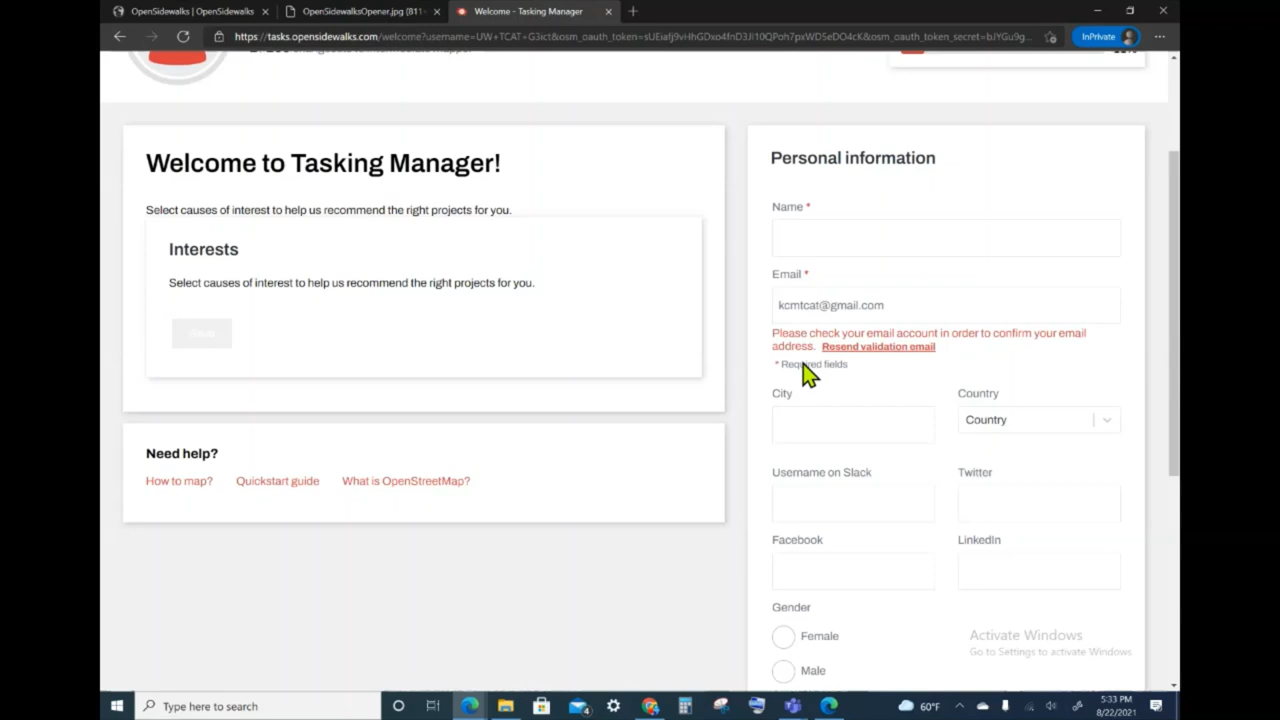 OpenSidewalks | OpenSidewalks
OpenSidewalksOpener.jpg (811×
Welcome - Tasking Manager
https://tasks.opensidewalks.com/welcome?username=UW+TCAT+G3ict&osm_oauth_token=
InPrivate
Welcome to Tasking Manager!
Select causes of interest to help us recommend the right projects for you.
Interests
Select causes of interest to help us recommend the right projects for you.
Need help?
How to map? Quickstart guide What is OpenStreetMap?
Personal information
Name *
Email *
kcmtcat@gmail.com
Please check your email account in order to confirm your email
address. Resend validation email
* Required fields
City Country
Country
Username on Slack Twitter
Facebook LinkedIn
Gender
Female
Male
Activate Windows
Go to Settings to activate Windows.
Type here to search
4
60°F
5:33 PM
8/22/2021